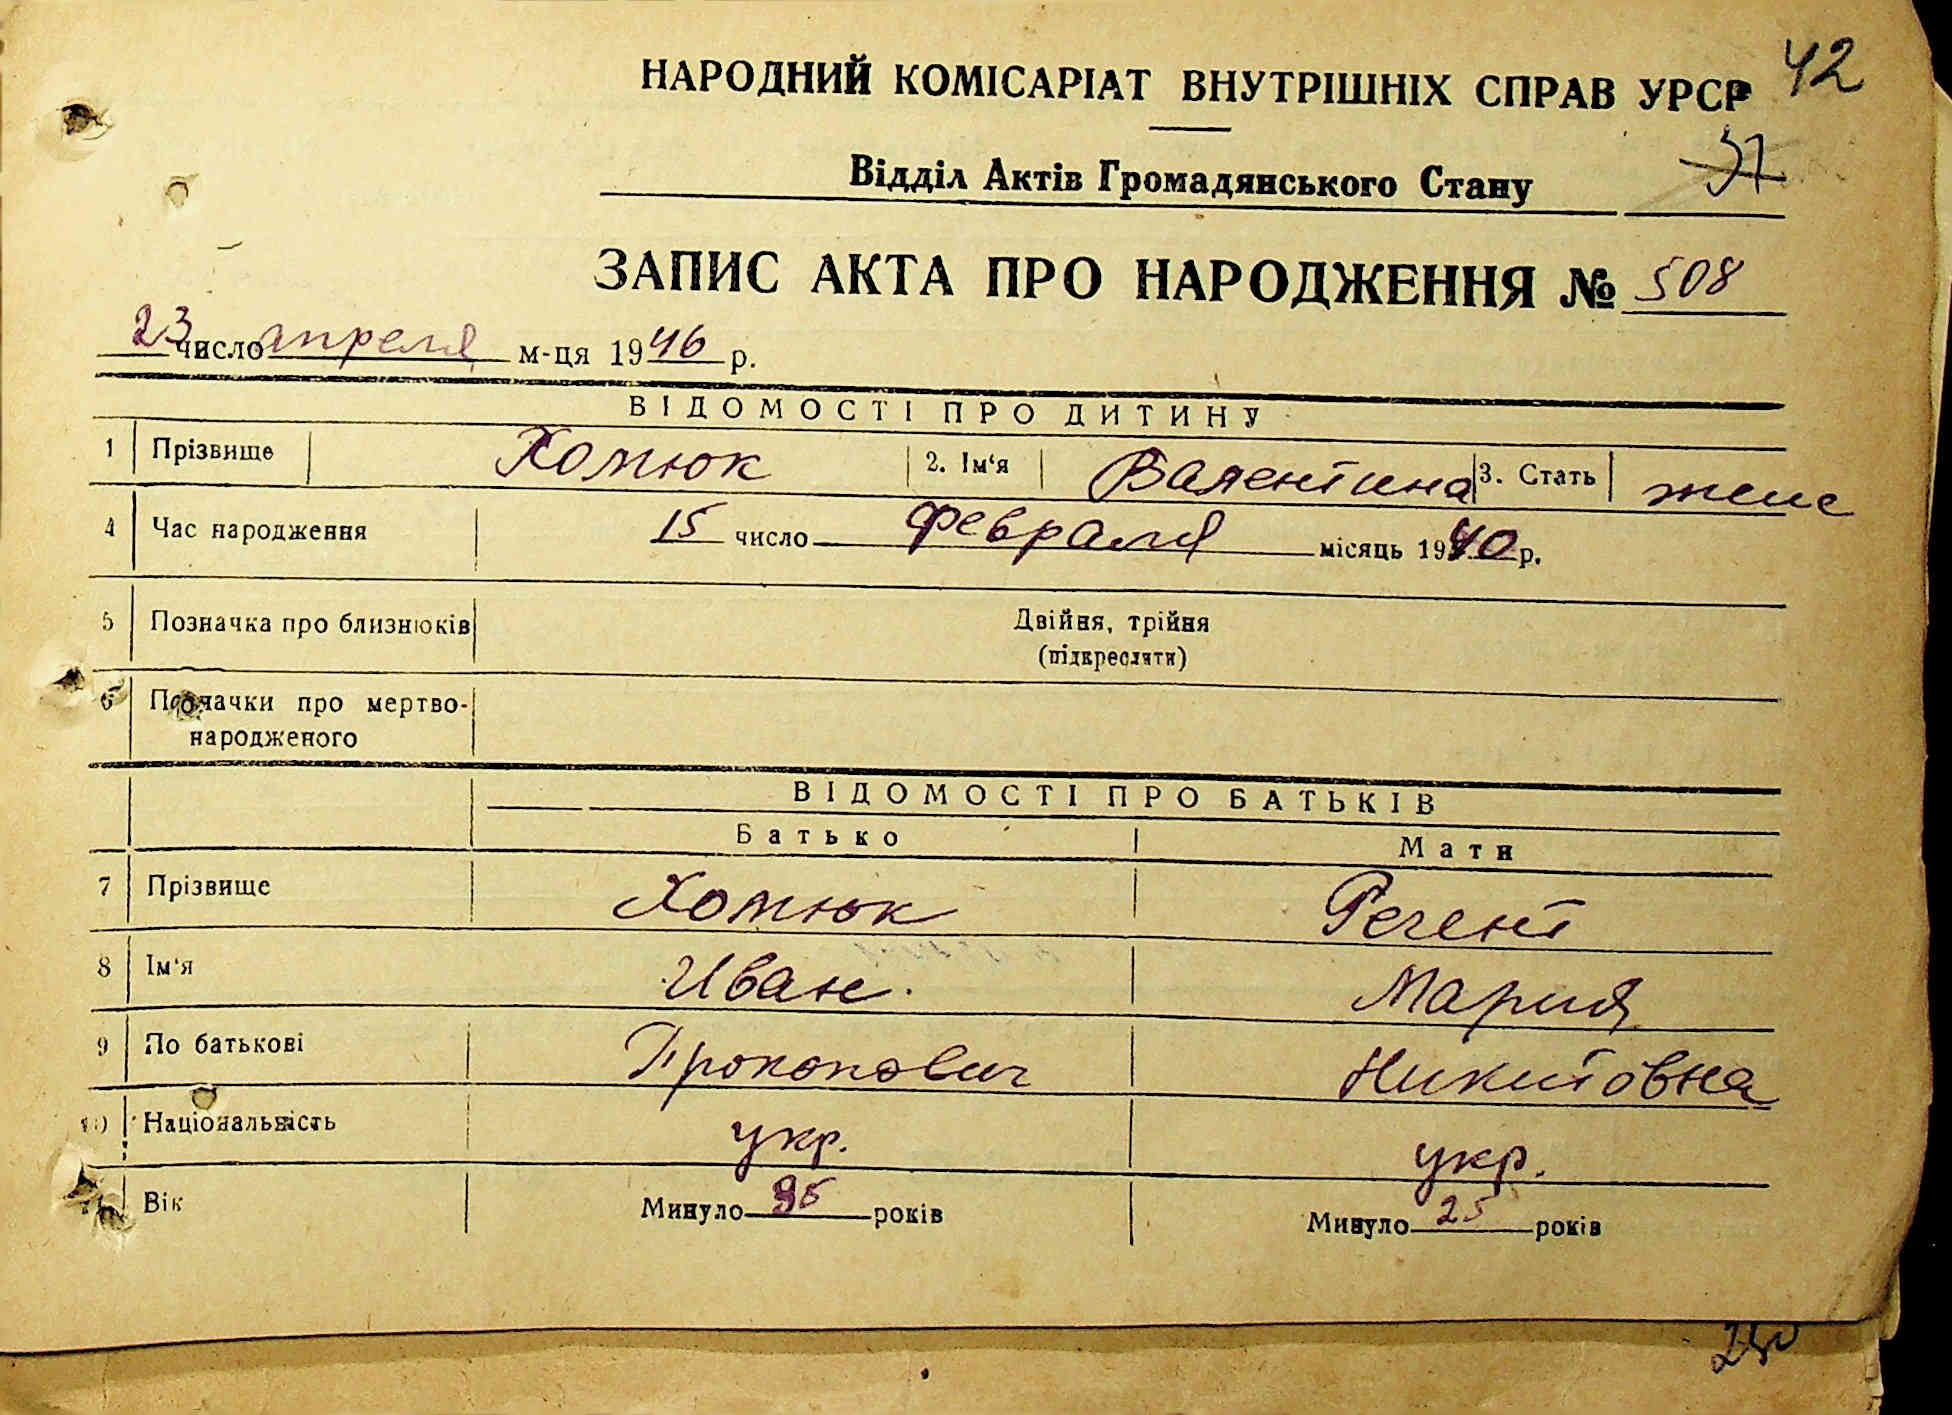 НАРОДНИЙ КОМІСАРІАТ ВНУТРІШНІХ СПРАВ УРСР 42
Відділ Актів Громадянського Стану 37
ЗАПИС АКТА ПРО НАРОДЖЕННЯ № 508
23 число апреля м-ця 1946 р.
ВІДОМОСТІ ПРО ДИТИНУ
1 Прізвище Хомюк 2. Ім'я Валентина 3. Стать женс
4 Час народження 15 число февраля місяць 1940 р.
5 Позначка про близнюків Двійня, трійня
(підкреслити)
6 Позначки про мертво-
народженого
ВІДОМОСТІ ПРО БАТЬКІВ
Батько Мати
7 Прізвище Хомюк Регент
8 Ім'я Иван. Мария
9 По батькові Прокопович Никитовна
10 Національність укр. укр.
11 Вік Минуло років Минуло 25 років